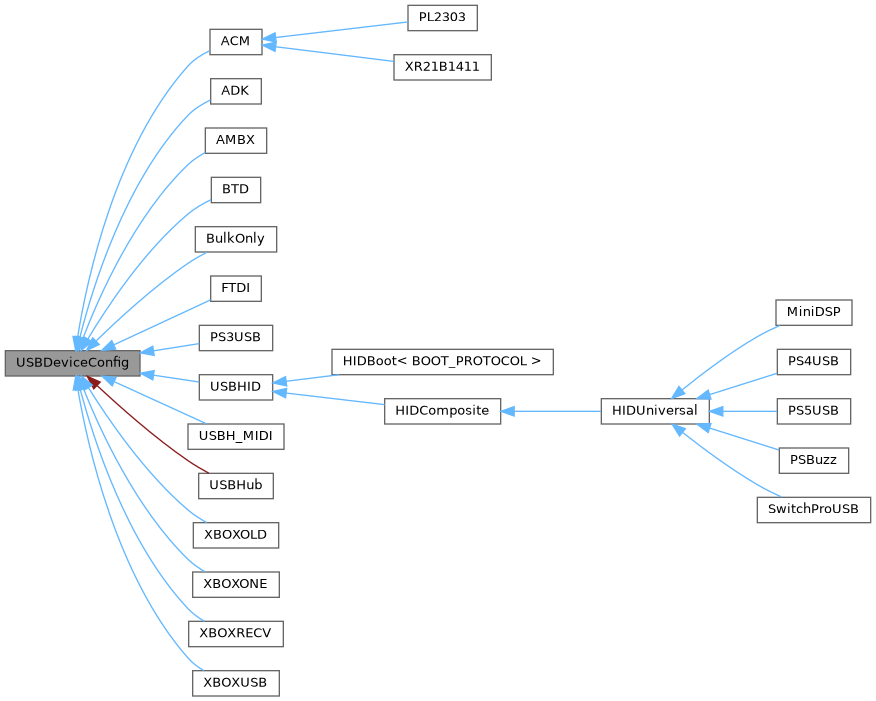 PL2303
ACM
XR21B1411
ADK
AMBX
BTD
BulkOnly
FTDI
MiniDSP
PS3USB
USBDeviceConfig
HIDBoot< BOOT_PROTOCOL >
PS4USB
USBHID
HIDComposite
HIDUniversal
PS5USB
USBH_MIDI
PSBuzz
USBHub
SwitchProUSB
XBOXOLD
XBOXONE
XBOXRECV
XBOXUSB